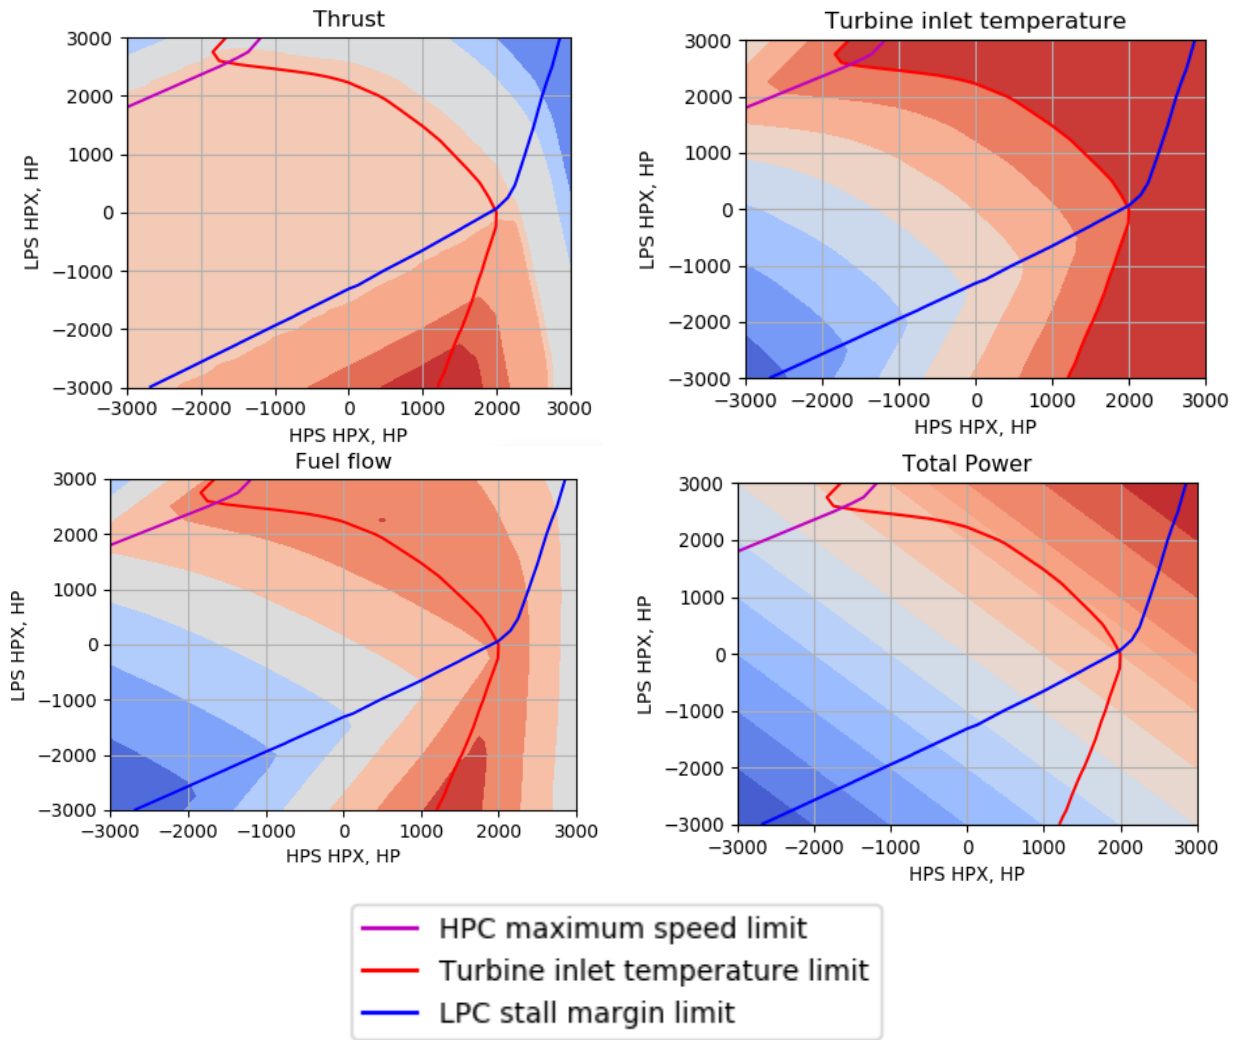 Thrust
3000
2000
1000
0
−1000
−2000
−3000
LPS HPX, HP
−3000 −2000 −1000 0 1000 2000 3000
HPS HPX, HP
Turbine inlet temperature
3000
2000
1000
0
−1000
−2000
−3000
LPS HPX, HP
−3000 −2000 −1000 0 1000 2000 3000
HPS HPX, HP
Fuel flow
3000
2000
1000
0
−1000
−2000
−3000
LPS HPX, HP
−3000 −2000 −1000 0 1000 2000 3000
HPS HPX, HP
Total Power
3000
2000
1000
0
−1000
−2000
−3000
LPS HPX, HP
−3000 −2000 −1000 0 1000 2000 3000
HPS HPX, HP
HPC maximum speed limit
Turbine inlet temperature limit
LPC stall margin limit